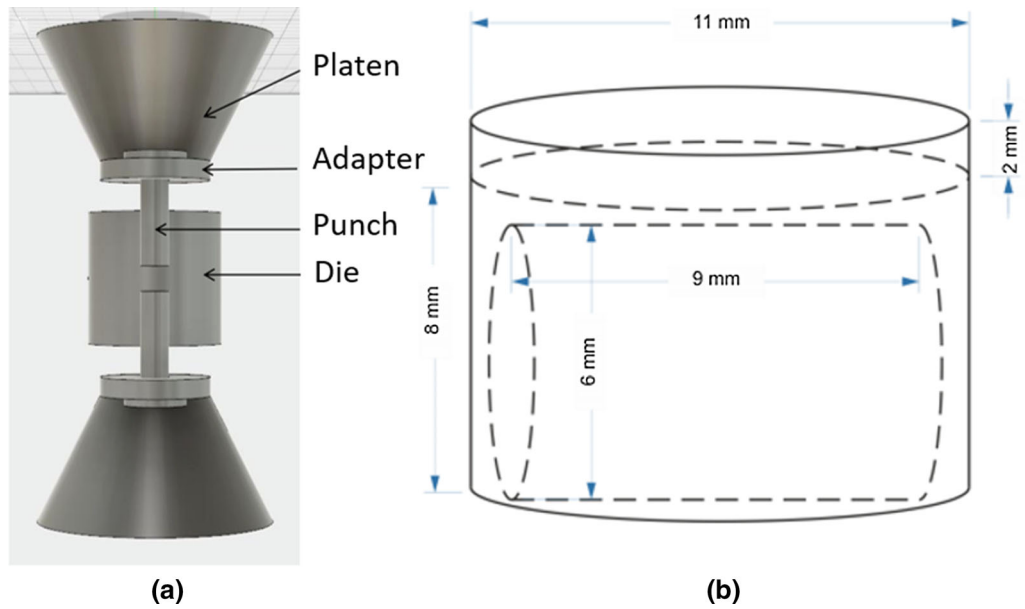 Platen
Adapter
Punch
Die
(a)
11 mm
2 mm
8 mm
9 mm
6 mm
(b)